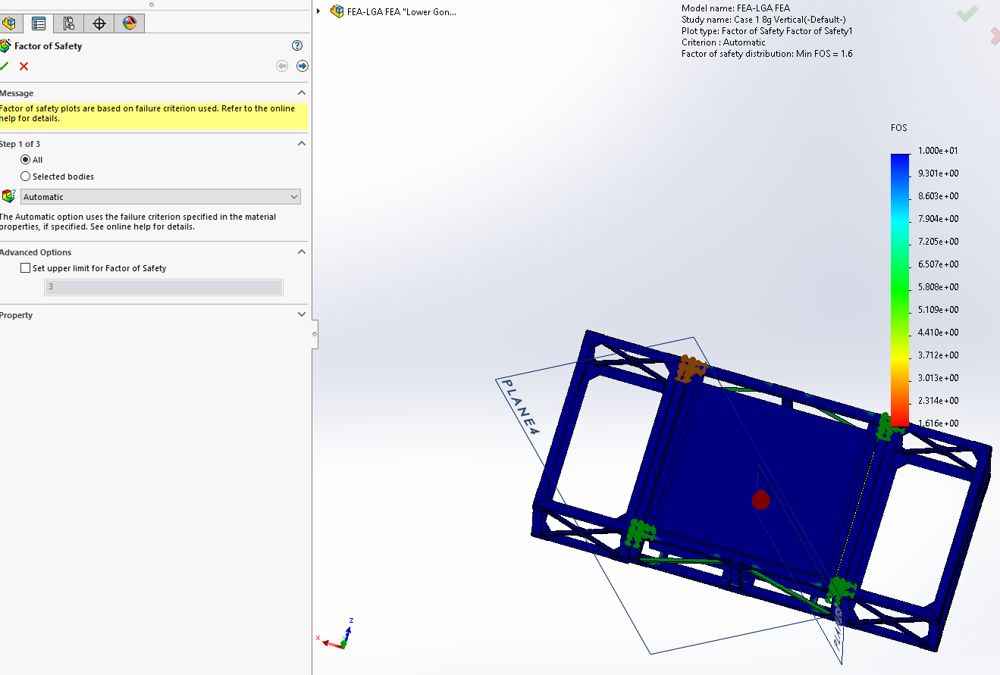 Factor of Safety
Message
Factor of safety plots are based on failure criterion used. Refer to the online
help for details.
Step 1 of 3
All
Selected bodies
Automatic
The Automatic option uses the failure criterion specified in the material
properties, if specified. See online help for details.
Advanced Options
Set upper limit for Factor of Safety
3
Property
FEA-LGA FEA "Lower Gon...
Model name: FEA-LGA FEA
Study name: Case 1 8g Vertical(-Default-)
Plot type: Factor of Safety Factor of Safety1
Criterion : Automatic
Factor of safety distribution: Min FOS = 1.6
FOS
1.000e+01
9.301e+00
8.603e+00
7.904e+00
7.205e+00
6.507e+00
5.808e+00
5.109e+00
4.410e+00
3.712e+00
3.013e+00
2.314e+00
1.616e+00
PLANE4
z
x